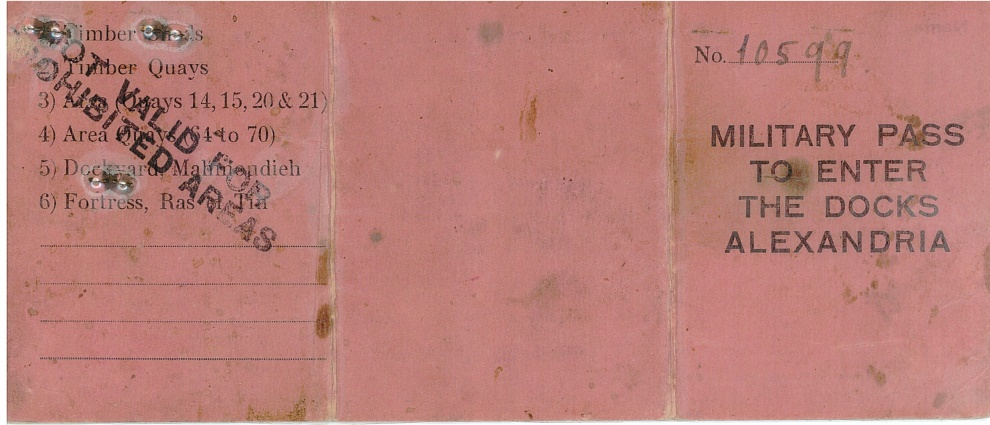 Timber Sheds
2) Timber Quays
3) Area (Quays 14, 15, 20 & 21)
4) Area Quays (64 to 70)
5) Dockyard, Mahmoudieh
6) Fortress, Ras el Tin
NOT VALID FOR
PROHIBITED AREAS
No. 10599
MILITARY PASS
TO ENTER
THE DOCKS
ALEXANDRIA